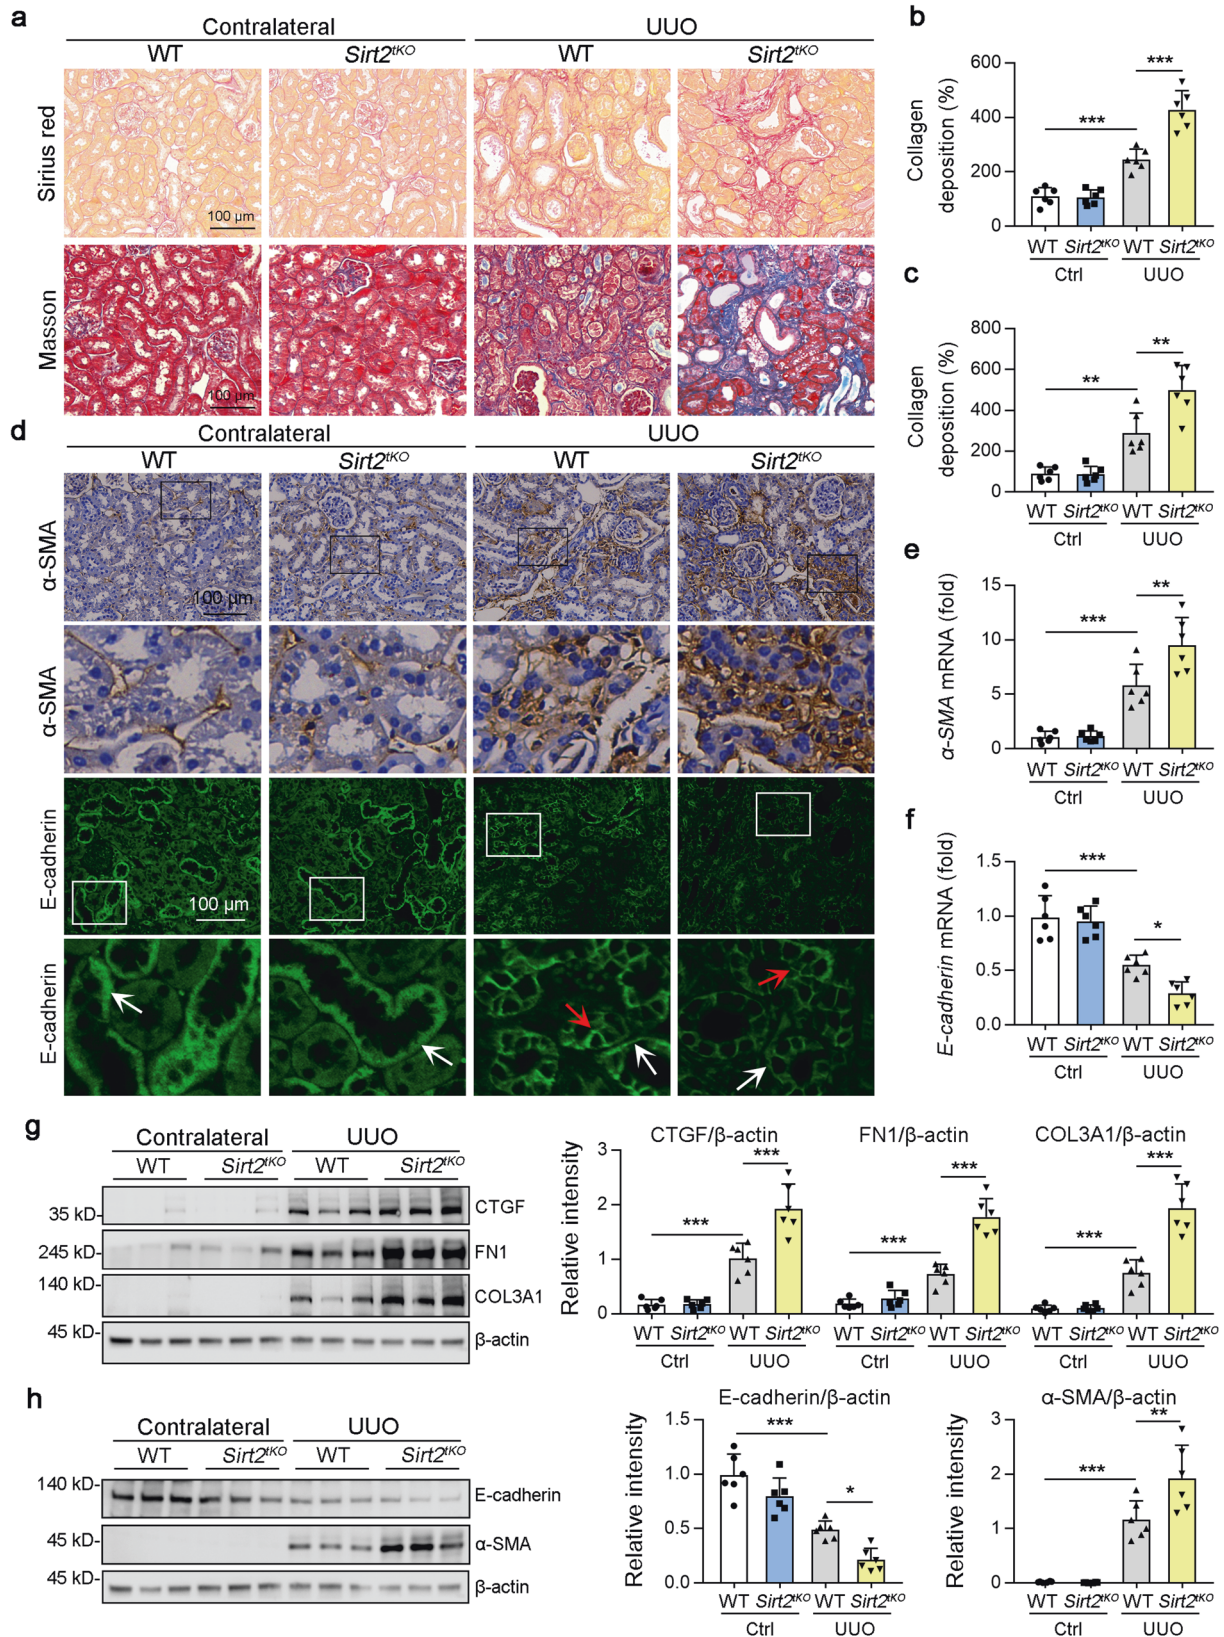 a
Contralateral UUO
WT Sirt2tKO WT Sirt2tKO
Sirius red
100 μm
Masson
100 μm
b
Collagen
deposition (%)
600
400
200
0
***
***
WT Sirt2tKO WT Sirt2tKO
Ctrl UUO
c
Collagen
deposition (%)
800
600
400
200
0
**
**
WT Sirt2tKO WT Sirt2tKO
Ctrl UUO
d
Contralateral UUO
WT Sirt2tKO WT Sirt2tKO
α-SMA
100 μm
α-SMA
E-cadherin
100 μm
E-cadherin
e
α-SMA mRNA (fold)
15
10
5
0
***
**
WT Sirt2tKO WT Sirt2tKO
Ctrl UUO
f
E-cadherin mRNA (fold)
1.5
1.0
0.5
0.0
***
*
WT Sirt2tKO WT Sirt2tKO
Ctrl UUO
g
Contralateral UUO
WT Sirt2tKO WT Sirt2tKO
35 kD- CTGF
245 kD- FN1
140 kD- COL3A1
45 kD- β-actin
CTGF/β-actin FN1/β-actin COL3A1/β-actin
Relative intensity
3
2
1
0
*** *** ***
*** *** ***
WT Sirt2tKO WT Sirt2tKO WT Sirt2tKO WT Sirt2tKO WT Sirt2tKO WT Sirt2tKO
Ctrl UUO Ctrl UUO Ctrl UUO
h
Contralateral UUO
WT Sirt2tKO WT Sirt2tKO
140 kD- E-cadherin
45 kD- α-SMA
45 kD- β-actin
E-cadherin/β-actin
Relative intensity
1.5
1.0
0.5
0.0
***
*
WT Sirt2tKO WT Sirt2tKO
Ctrl UUO
α-SMA/β-actin
Relative intensity
3
2
1
0
***
**
WT Sirt2tKO WT Sirt2tKO
Ctrl UUO